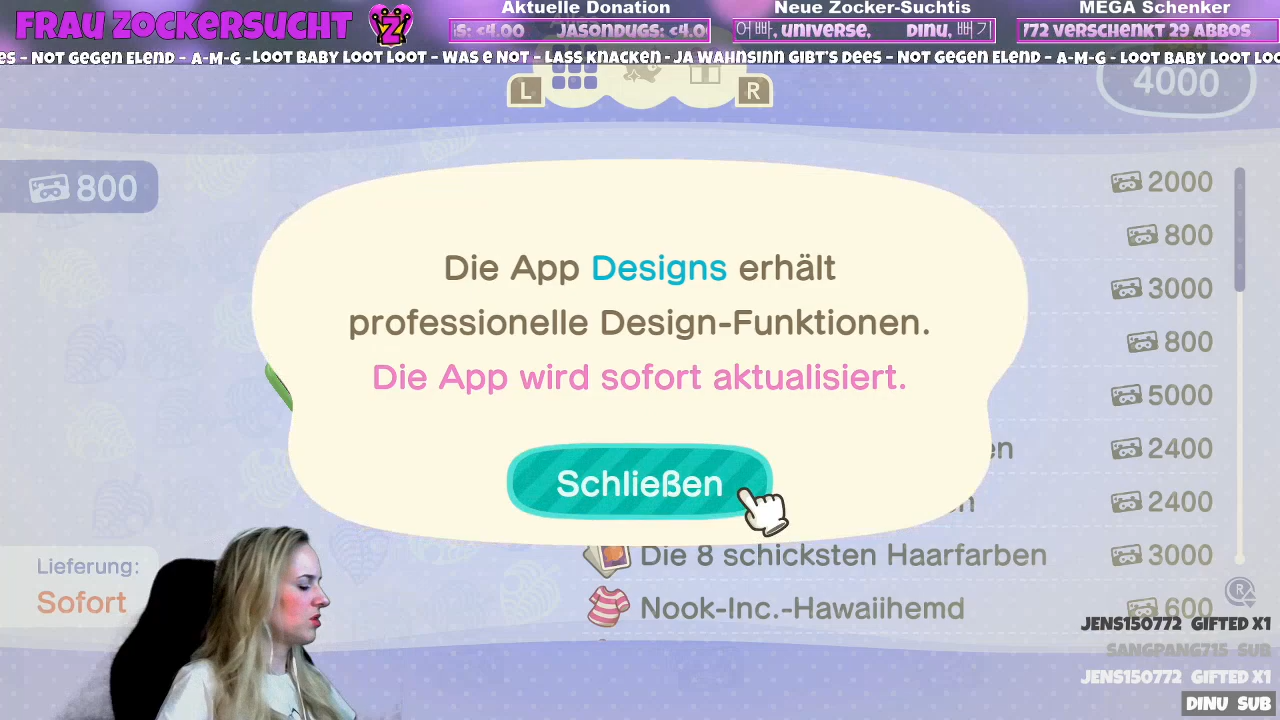 FRAU ZOCKERSUCHT
Z
Aktuelle Donation
Neue Zocker-Suchtis
MEGA Schenker
JASONDUGS:
universe, DINU,
772 VERSCHENKT 29 ABBOS
- NOT GEGEN ELEND - A-M-G - LOOT BABY LOOT LOOT - WAS e NOT - LASS KNACKEN - JA WAHNSINN GIBT'S DEES - NOT GEGEN ELEND - A-M-G - LOOT BABY LOOT
L
R
4000
800
2000
800
3000
800
5000
2400
2400
Die App Designs erhält
professionelle Design-Funktionen.
Die App wird sofort aktualisiert.
Schließen
Die 8 schicksten Haarfarben 3000
Nook-Inc.-Hawaiihemd 600
Lieferung:
Sofort
R
JENS150772 GIFTED X1
SANGPANG715 SUB
JENS150772 GIFTED X1
DINU SUB